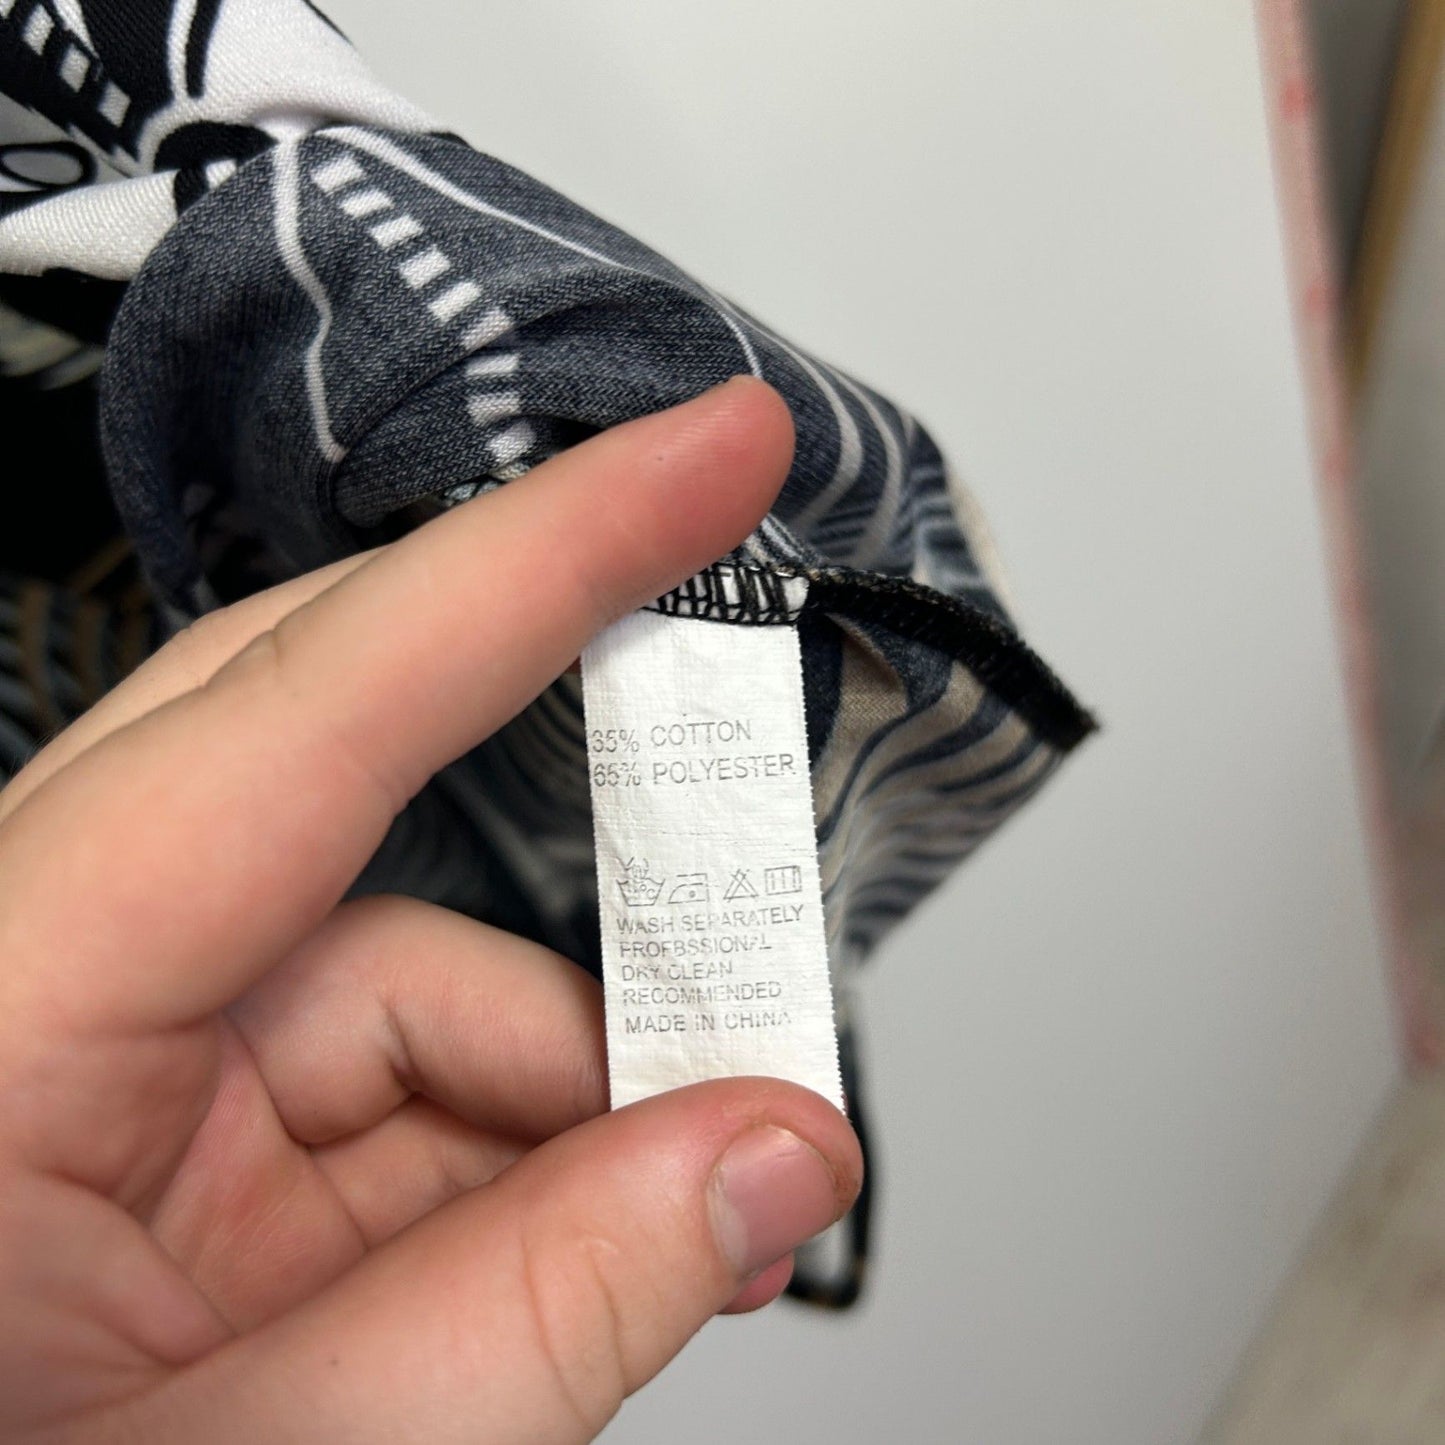 35% COTTON
65% POLYESTER
WASH SEPARATELY
PROFBSSIONAL
DRY CLEAN
RECOMMENDED
MADE IN CHINA